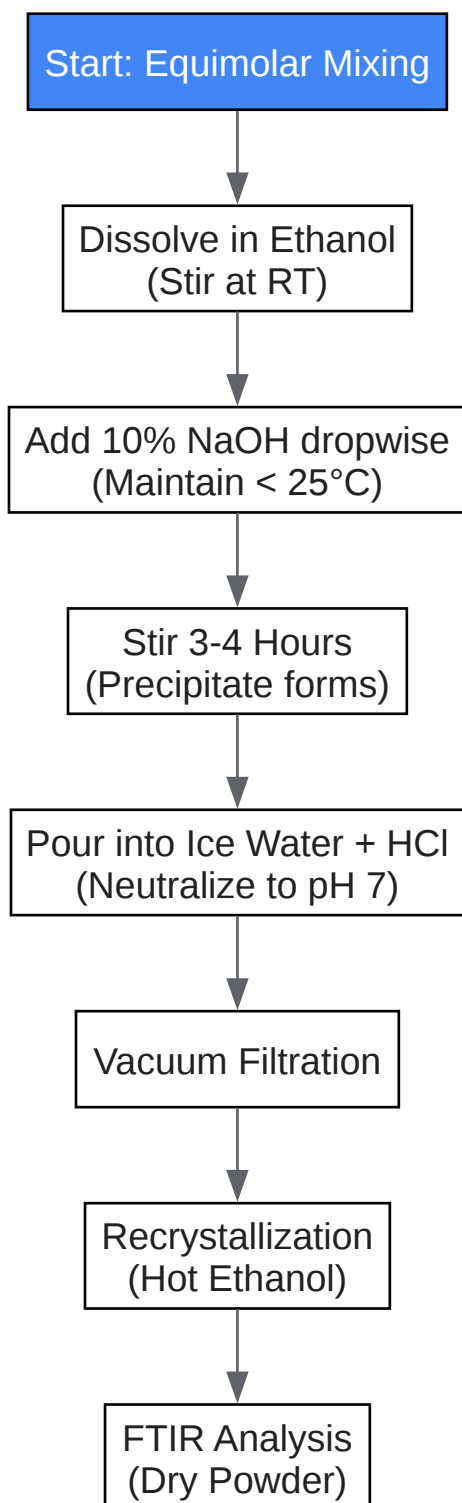 Start: Equimolar Mixing
Dissolve in Ethanol
(Stir at RT)
Add 10% NaOH dropwise
(Maintain < 25°C)
Stir 3-4 Hours
(Precipitate forms)
Pour into Ice Water + HCl
(Neutralize to pH 7)
Vacuum Filtration
Recrystallization
(Hot Ethanol)
FTIR Analysis
(Dry Powder)